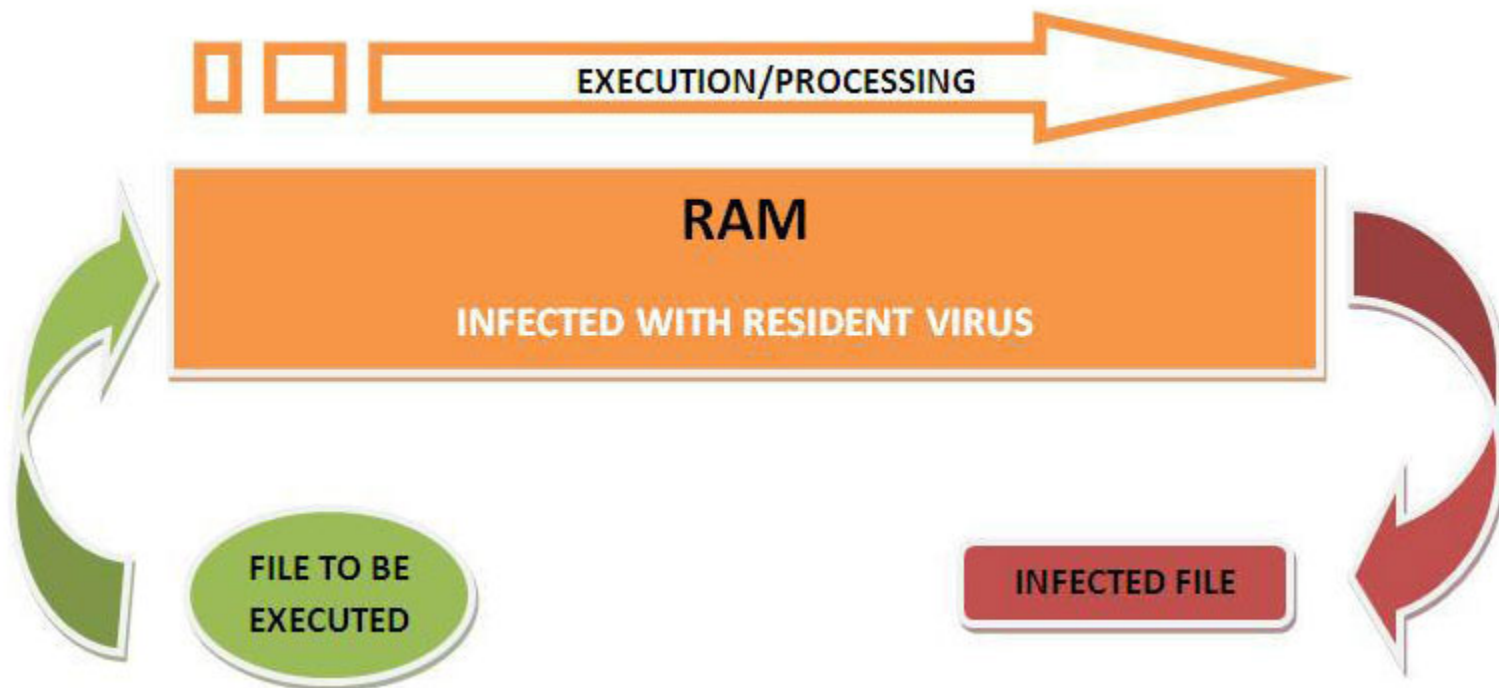 EXECUTION/PROCESSING
RAM
INFECTED WITH RESIDENT VIRUS
FILE TO BE
EXECUTED
INFECTED FILE